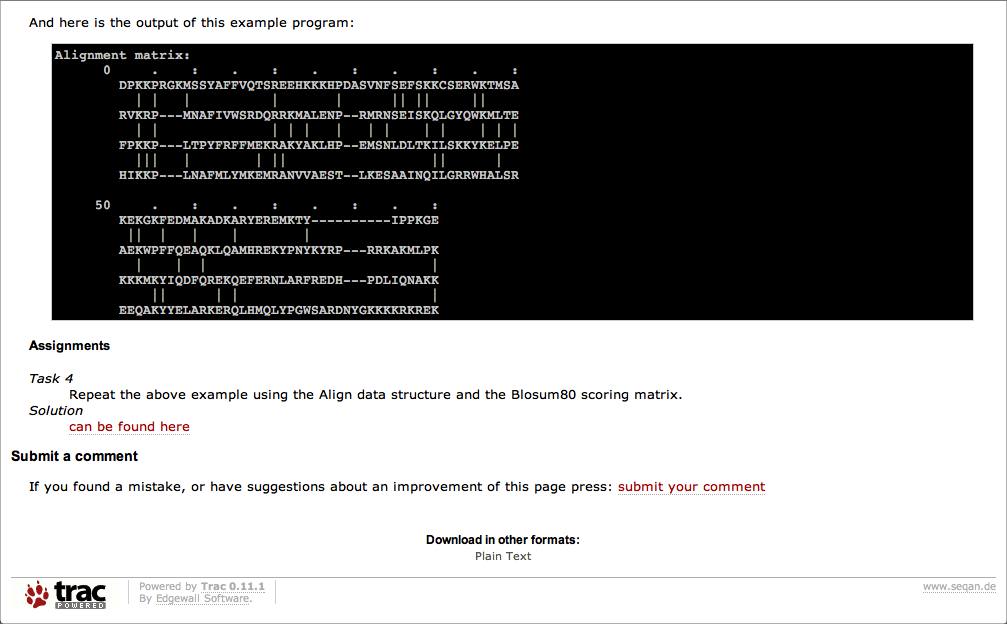 And here is the output of this example program:
Alignment matrix:
0 . : . : . : . : . :
DPKKPRGKMSSYAFFVQTSREEHKKKHPDASVNFSEFSKKCSERWKTMSA
| | | | | || || ||
RVKRP---MNAFIVWSRDQRRKMALENP--RMRNSEISKQLGYQWKMLTE
| | | | | | | | | | | | |
FPKKP---LTPYFRFFMEKRAKYAKLHP--EMSNLDLTKILSKKYKELPE
||| | | || || |
HIKKP---LNAFMLYMKEMRANVVAEST--LKESAAINQILGRRWHALSR
50 . : . : . : . :
KEKGKFEDMAKADKARYEREMKTY----------IPPKGE
|| | | | |
AEKWPFFQEAQKLQAMHREKYPNYKYRP---RRKAKMLPK
| | | |
KKKMKYIQDFQREKQEFERNLARFREDH---PDLIQNAKK
|| | | |
EEQAKYYELARKERQLHMQLYPGWSARDNYGKKKKRKREK
Assignments
Task 4
Repeat the above example using the Align data structure and the Blosum80 scoring matrix.
Solution
can be found here
Submit a comment
If you found a mistake, or have suggestions about an improvement of this page press: submit your comment
Download in other formats:
Plain Text
trac
POWERED
Powered by Trac 0.11.1
By Edgewall Software.
www.seqan.de